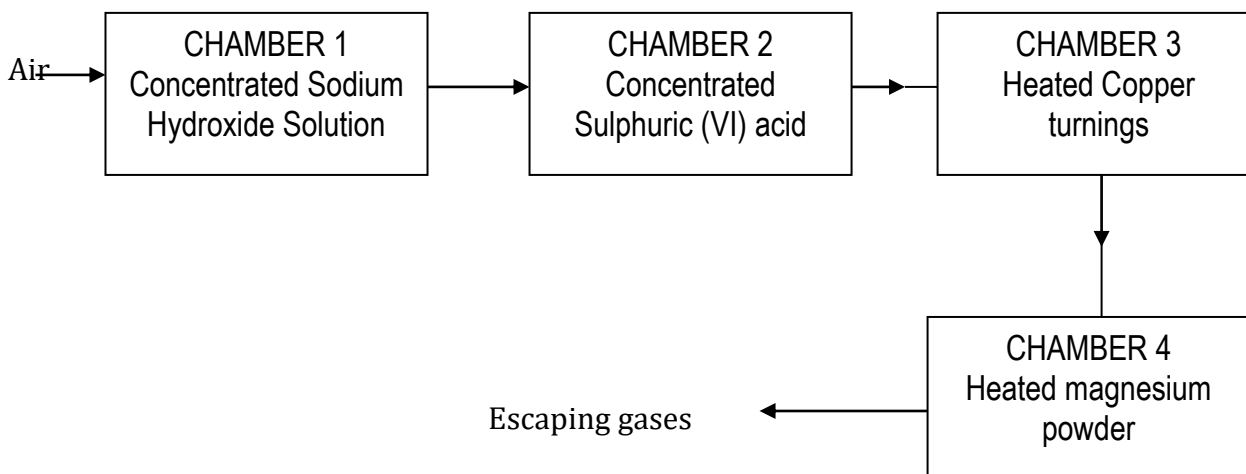 Air
CHAMBER 1
Concentrated Sodium
Hydroxide Solution
CHAMBER 2
Concentrated
Sulphuric (VI) acid
CHAMBER 3
Heated Copper
turnings
CHAMBER 4
Heated magnesium
powder
Escaping gases